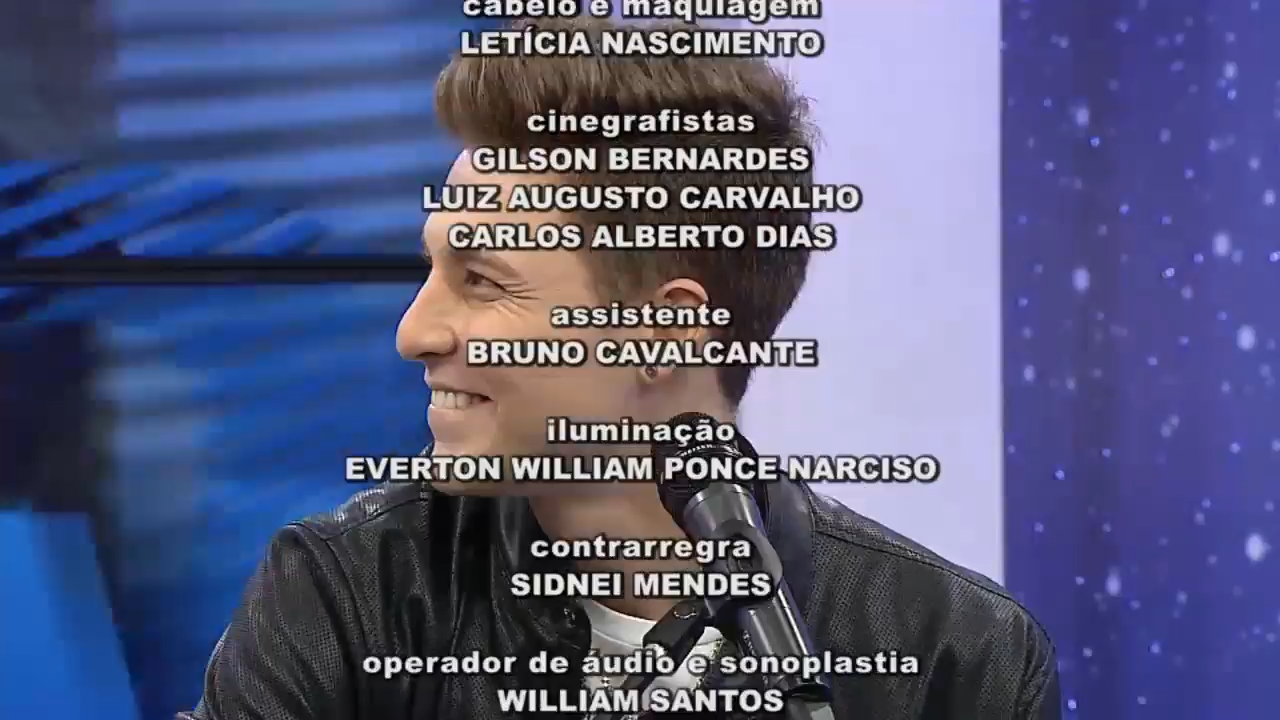 cabelo e maquiagem
LETÍCIA NASCIMENTO
cinegrafistas
GILSON BERNARDES
LUIZ AUGUSTO CARVALHO
CARLOS ALBERTO DIAS
assistente
BRUNO CAVALCANTE
iluminação
EVERTON WILLIAM PONCE NARCISO
contrarregra
SIDNEI MENDES
operador de áudio e sonoplastia
WILLIAM SANTOS